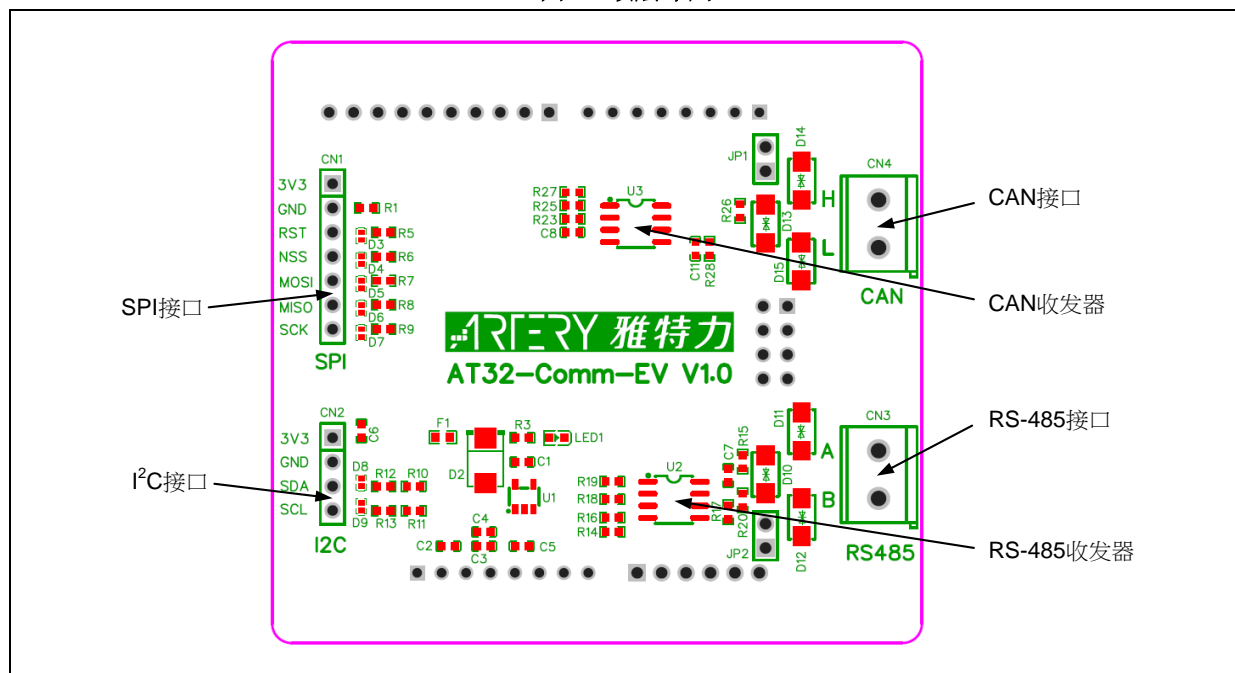 CN1
3V3
GND
RST
NSS
MOSI
MISO
SCK
SPI
R1
D3 R5
D4 R6
D5 R7
D6 R8
D7 R9
SPI接口
R27
R25
R23
C8
U3
C11
R28
R26
JP1
D14
D13
D15
H
L
CN4
CAN
CAN接口
CAN收发器
ARTERY 雅特力
AT32-Comm-EV V1.0
CN2
3V3
GND
SDA
SCL
I2C
C6
D8 R12 R10
D9 R13 R11
I²C接口
F1
D2
R3
LED1
C1
U1
C4
C2
C3
C5
R19
R18
R16
R14
U2
C7
R15
R17
R20
D10
D11
D12
JP2
A
B
CN3
RS485
RS-485接口
RS-485收发器